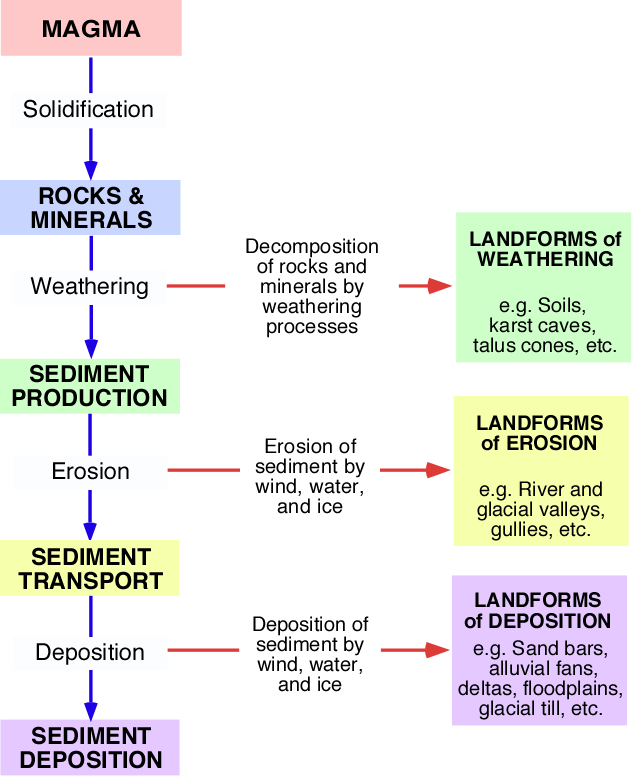 MAGMA
Solidification
ROCKS &
MINERALS
Weathering
Decomposition
of rocks and
minerals by
weathering
processes
LANDFORMS of
WEATHERING
e.g. Soils,
karst caves,
talus cones, etc.
SEDIMENT
PRODUCTION
Erosion
Erosion of
sediment by
wind, water,
and ice
LANDFORMS
of EROSION
e.g. River and
glacial valleys,
gullies, etc.
SEDIMENT
TRANSPORT
Deposition
Deposition of
sediment by
wind, water,
and ice
LANDFORMS
of DEPOSITION
e.g. Sand bars,
alluvial fans,
deltas, floodplains,
glacial till, etc.
SEDIMENT
DEPOSITION